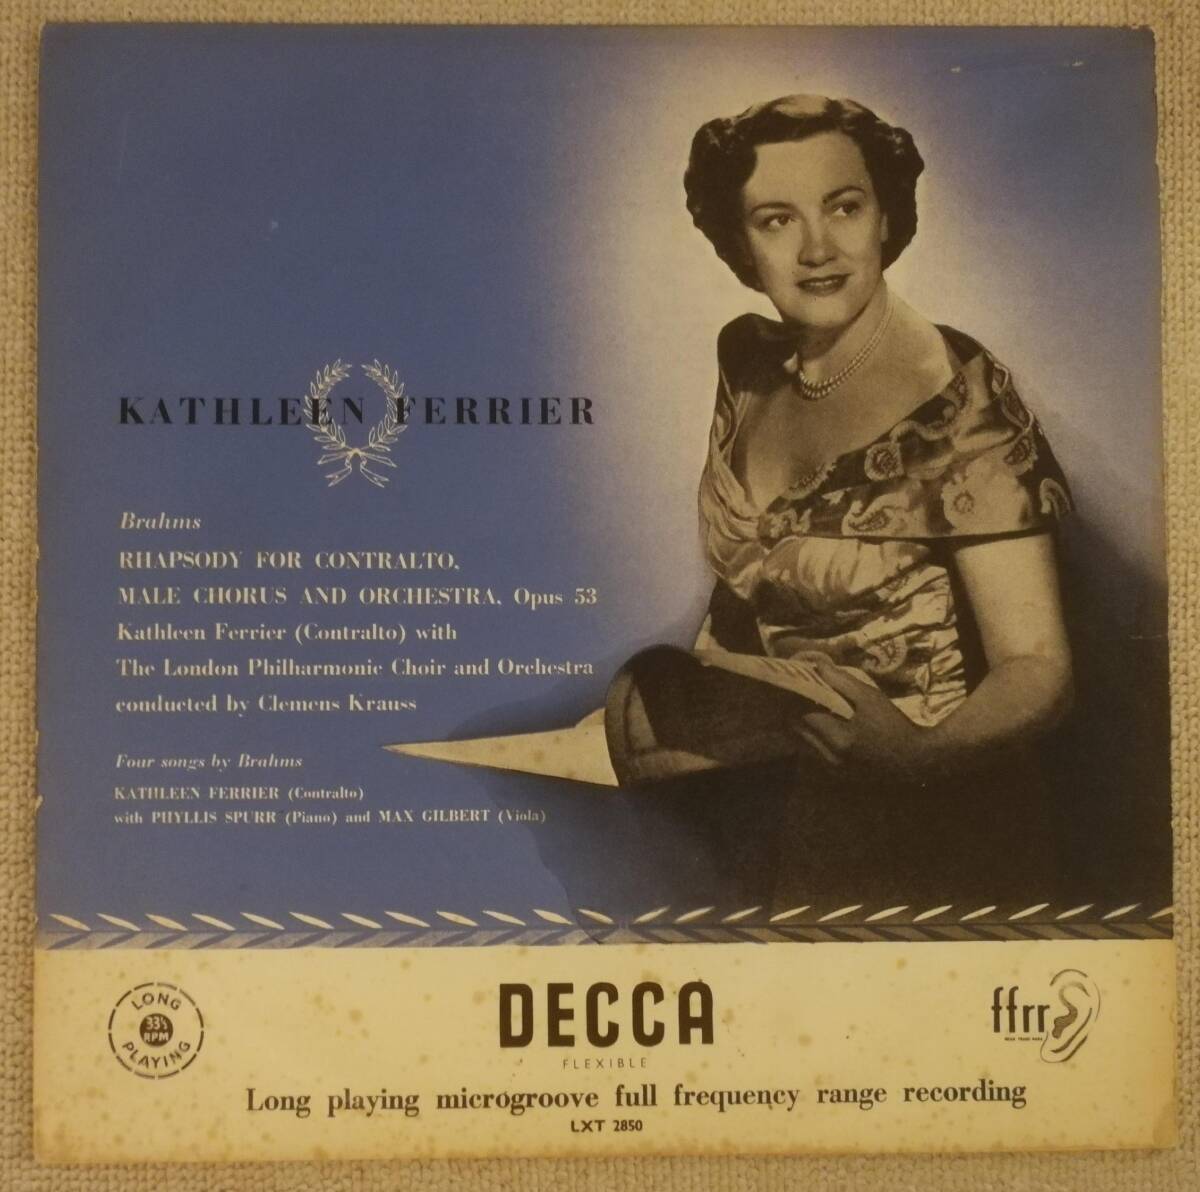 KATHLEEN FERRIER
Brahms
RHAPSODY FOR CONTRALTO,
MALE CHORUS AND ORCHESTRA, Opus 53
Kathleen Ferrier (Contralto) with
The London Philharmonic Choir and Orchestra
conducted by Clemens Krauss
Four songs by Brahms
KATHLEEN FERRIER (Contralto)
with PHYLLIS SPURR (Piano) and MAX GILBERT (Viola)
LONG
33⅓
RPM
PLAYING
DECCA
FLEXIBLE
ffrr
Long playing microgroove full frequency range recording
LXT 2850